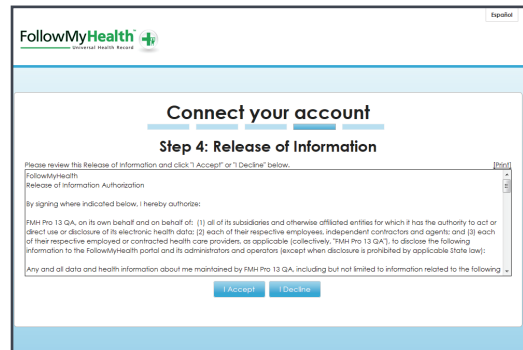 Español
FollowMyHealth
Universal Health Record
Connect your account
Step 4: Release of Information
Please review this Release of Information and click "I Accept" or "I Decline" below.
[Print]
FollowMyHealth
Release of Information Authorization
By signing where indicated below, I hereby authorize:
FMH Pro 13 QA, on its own behalf and on behalf of: (1) all of its subsidiaries and otherwise affiliated entities for which it has the authority to act or
direct use or disclosure of its electronic health data; (2) each of their respective employees, independent contractors and agents; and (3) each
of their respective employed or contracted health care providers, as applicable (collectively, "FMH Pro 13 QA"), to disclose the following
information to the FollowMyHealth portal and its administrators and operators (except when disclosure is prohibited by applicable State law):
Any and all data and health information about me maintained by FMH Pro 13 QA, including but not limited to information related to the following
I Accept
I Decline